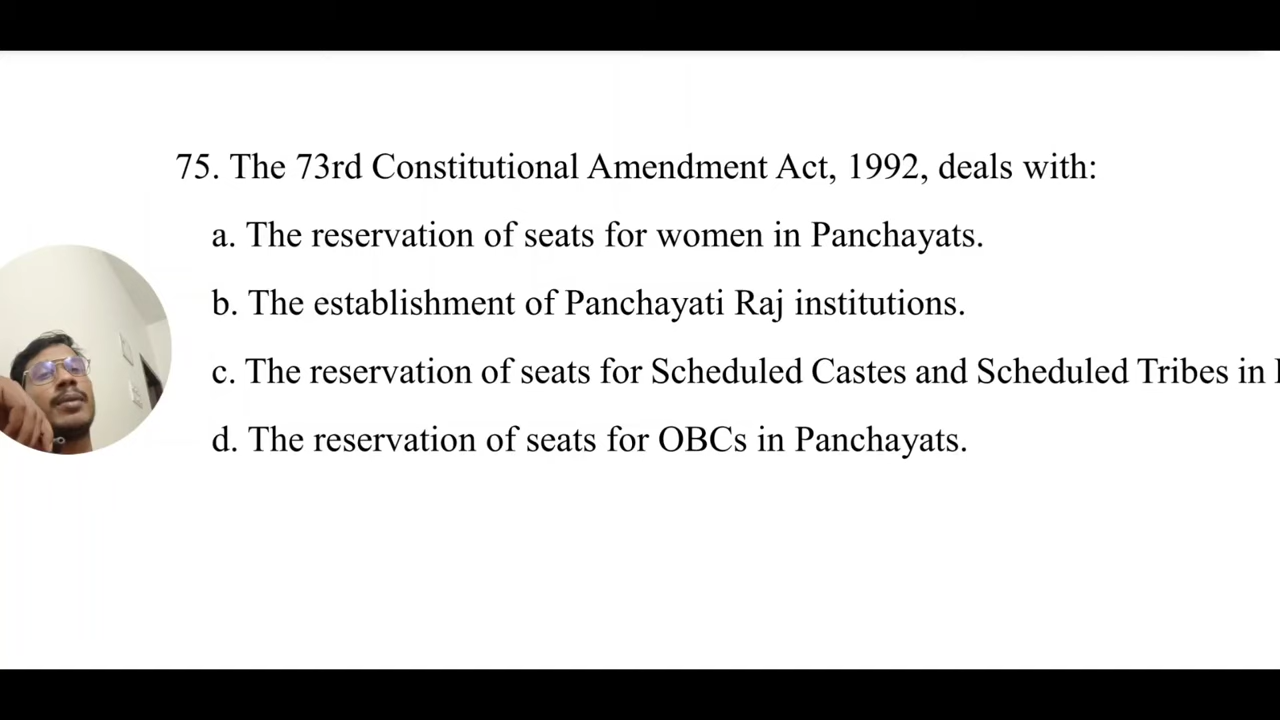 75. The 73rd Constitutional Amendment Act, 1992, deals with:
a. The reservation of seats for women in Panchayats.
b. The establishment of Panchayati Raj institutions.
c. The reservation of seats for Scheduled Castes and Scheduled Tribes in
d. The reservation of seats for OBCs in Panchayats.